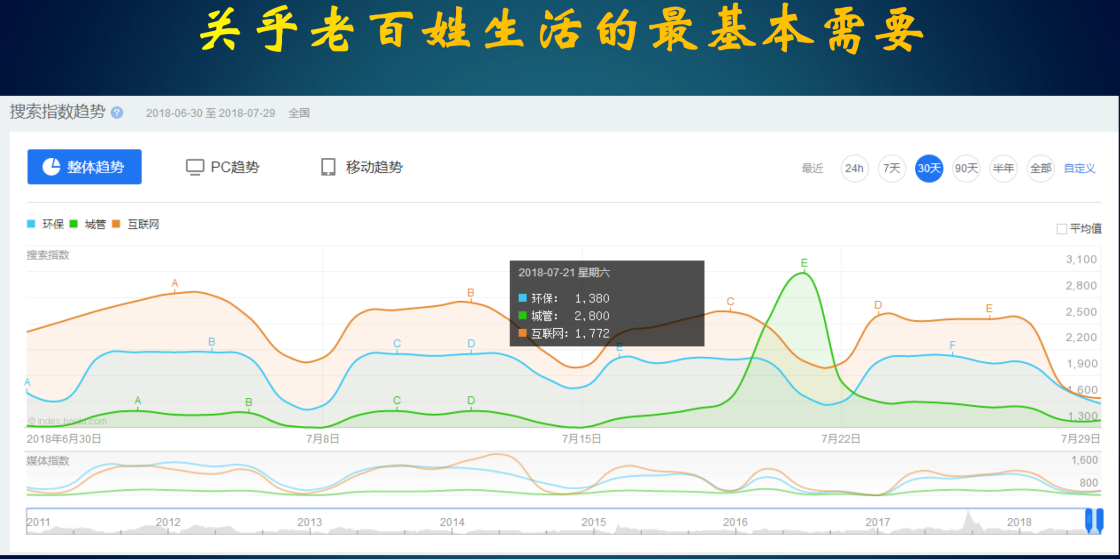 关乎老百姓生活的最基本需要
搜索指数趋势 ? 2018-06-30 至 2018-07-29 全国
整体趋势 PC趋势 移动趋势 最近 24h 7天 30天 90天 半年 全部 自定义
环保 城管 互联网 平均值
搜索指数
3,100
2,800
2,500
2,200
1,900
1,600
1,300
2018-07-21 星期六
环保: 1,380
城管: 2,800
互联网: 1,772
A B C D E F
A B C D E
A B C D E
©index.baidu.com
2018年6月30日 7月8日 7月15日 7月22日 7月29日
媒体指数
1,600
800
2011 2012 2013 2014 2015 2016 2017 2018